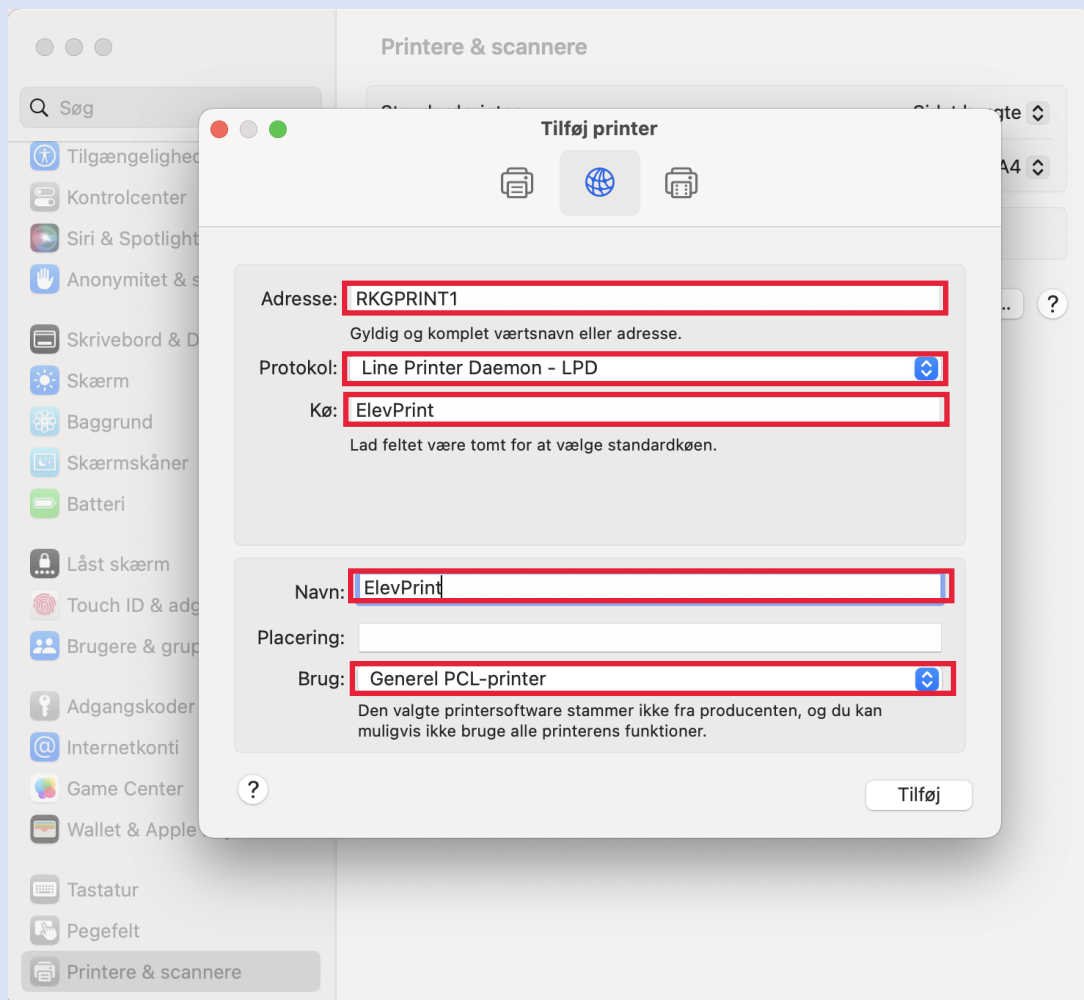 Printere & scannere
Søg
Tilgængelighed
Kontrolcenter
Siri & Spotlight
Anonymitet & s
Skrivebord & D
Skærm
Baggrund
Skærmskåner
Batteri
Låst skærm
Touch ID & adg
Brugere & grup
Adgangskoder
Internetkonti
Game Center
Wallet & Apple
Tastatur
Pegefelt
Printere & scannere
gte
A4
..
?
Tilføj printer
Adresse: RKGPRINT1
Gyldig og komplet værtsnavn eller adresse.
Protokol: Line Printer Daemon - LPD
Kø: ElevPrint
Lad feltet være tomt for at vælge standardkøen.
Navn: ElevPrint
Placering:
Brug: Generel PCL-printer
Den valgte printersoftware stammer ikke fra producenten, og du kan
muligvis ikke bruge alle printerens funktioner.
?
Tilføj